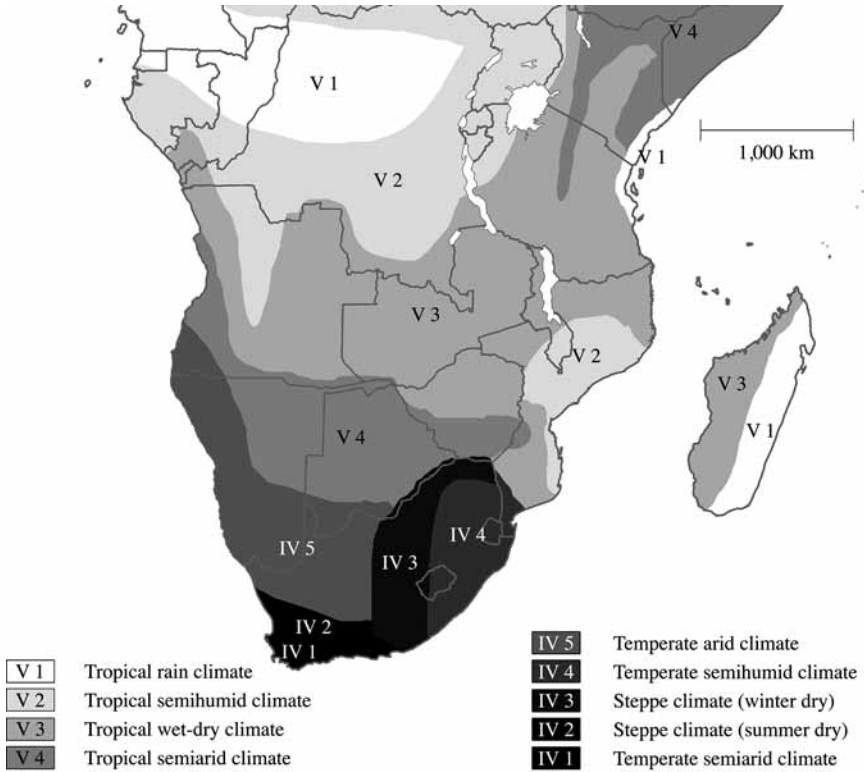 V 4
V 1
V 1
1,000 km
V 2
V 3
V 2
V 3
V 1
V 4
IV 5
IV 4
IV 3
IV 2
IV 1
V 1 Tropical rain climate
V 2 Tropical semihumid climate
V 3 Tropical wet-dry climate
V 4 Tropical semiarid climate
IV 5 Temperate arid climate
IV 4 Temperate semihumid climate
IV 3 Steppe climate (winter dry)
IV 2 Steppe climate (summer dry)
IV 1 Temperate semiarid climate